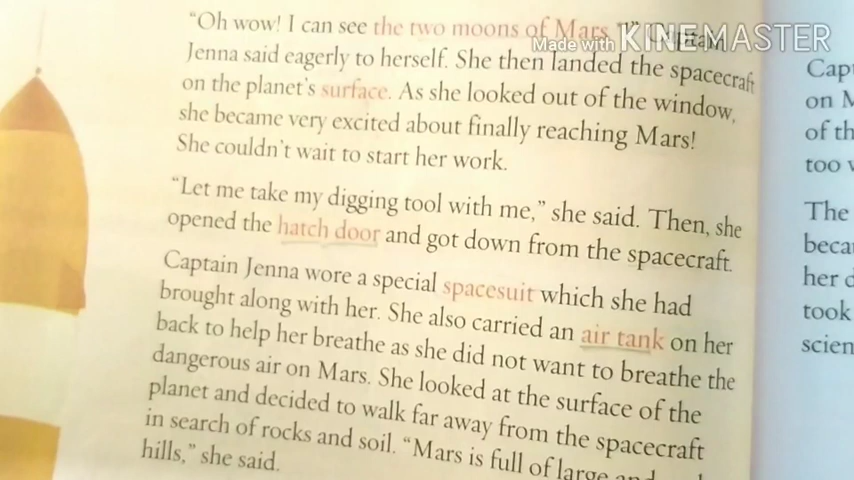 "Oh wow! I can see the two moons of Mars
Made with KINEMASTER
Jenna said eagerly to herself. She then landed the spacecraft
on the planet's surface. As she looked out of the window,
she became very excited about finally reaching Mars!
She couldn't wait to start her work.
"Let me take my digging tool with me," she said. Then, she
opened the hatch door and got down from the spacecraft.
Captain Jenna wore a special spacesuit which she had
brought along with her. She also carried an air tank on her
back to help her breathe as she did not want to breathe the
dangerous air on Mars. She looked at the surface of the
planet and decided to walk far away from the spacecraft
in search of rocks and soil. "Mars is full of large
hills," she said.
on
of
too
The
her
took